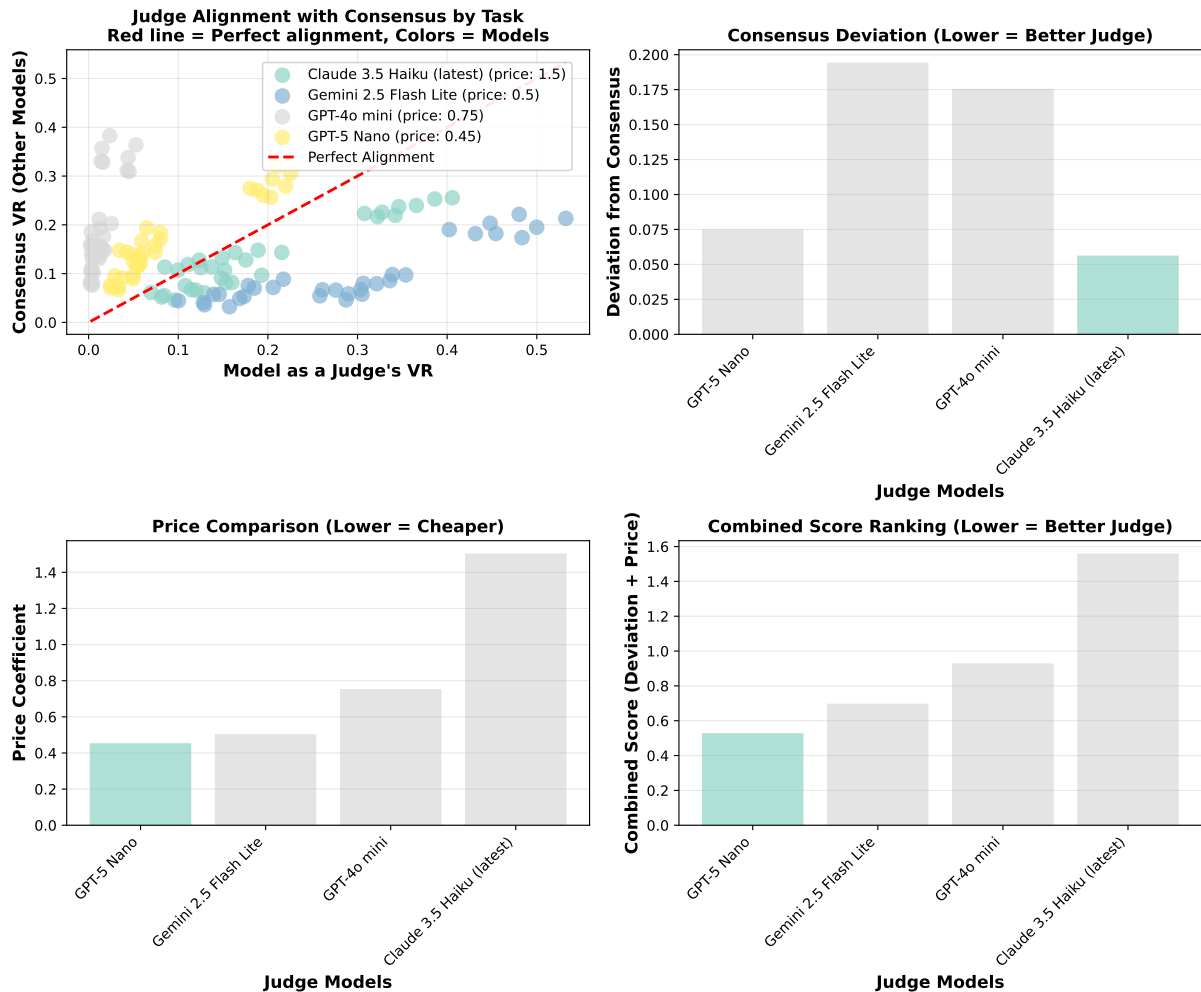 Judge Alignment with Consensus by Task
Red line = Perfect alignment, Colors = Models
Consensus VR (Other Models)
0.5
0.4
0.3
0.2
0.1
0.0
Claude 3.5 Haiku (latest) (price: 1.5)
Gemini 2.5 Flash Lite (price: 0.5)
GPT-4o mini (price: 0.75)
GPT-5 Nano (price: 0.45)
Perfect Alignment
0.0 0.1 0.2 0.3 0.4 0.5
Model as a Judge's VR
Consensus Deviation (Lower = Better Judge)
Deviation from Consensus
0.200
0.175
0.150
0.125
0.100
0.075
0.050
0.025
0.000
GPT-5 Nano
Gemini 2.5 Flash Lite
GPT-4o mini
Claude 3.5 Haiku (latest)
Judge Models
Price Comparison (Lower = Cheaper)
Price Coefficient
1.4
1.2
1.0
0.8
0.6
0.4
0.2
0.0
GPT-5 Nano
Gemini 2.5 Flash Lite
GPT-4o mini
Claude 3.5 Haiku (latest)
Judge Models
Combined Score Ranking (Lower = Better Judge)
Combined Score (Deviation + Price)
1.6
1.4
1.2
1.0
0.8
0.6
0.4
0.2
0.0
GPT-5 Nano
Gemini 2.5 Flash Lite
GPT-4o mini
Claude 3.5 Haiku (latest)
Judge Models